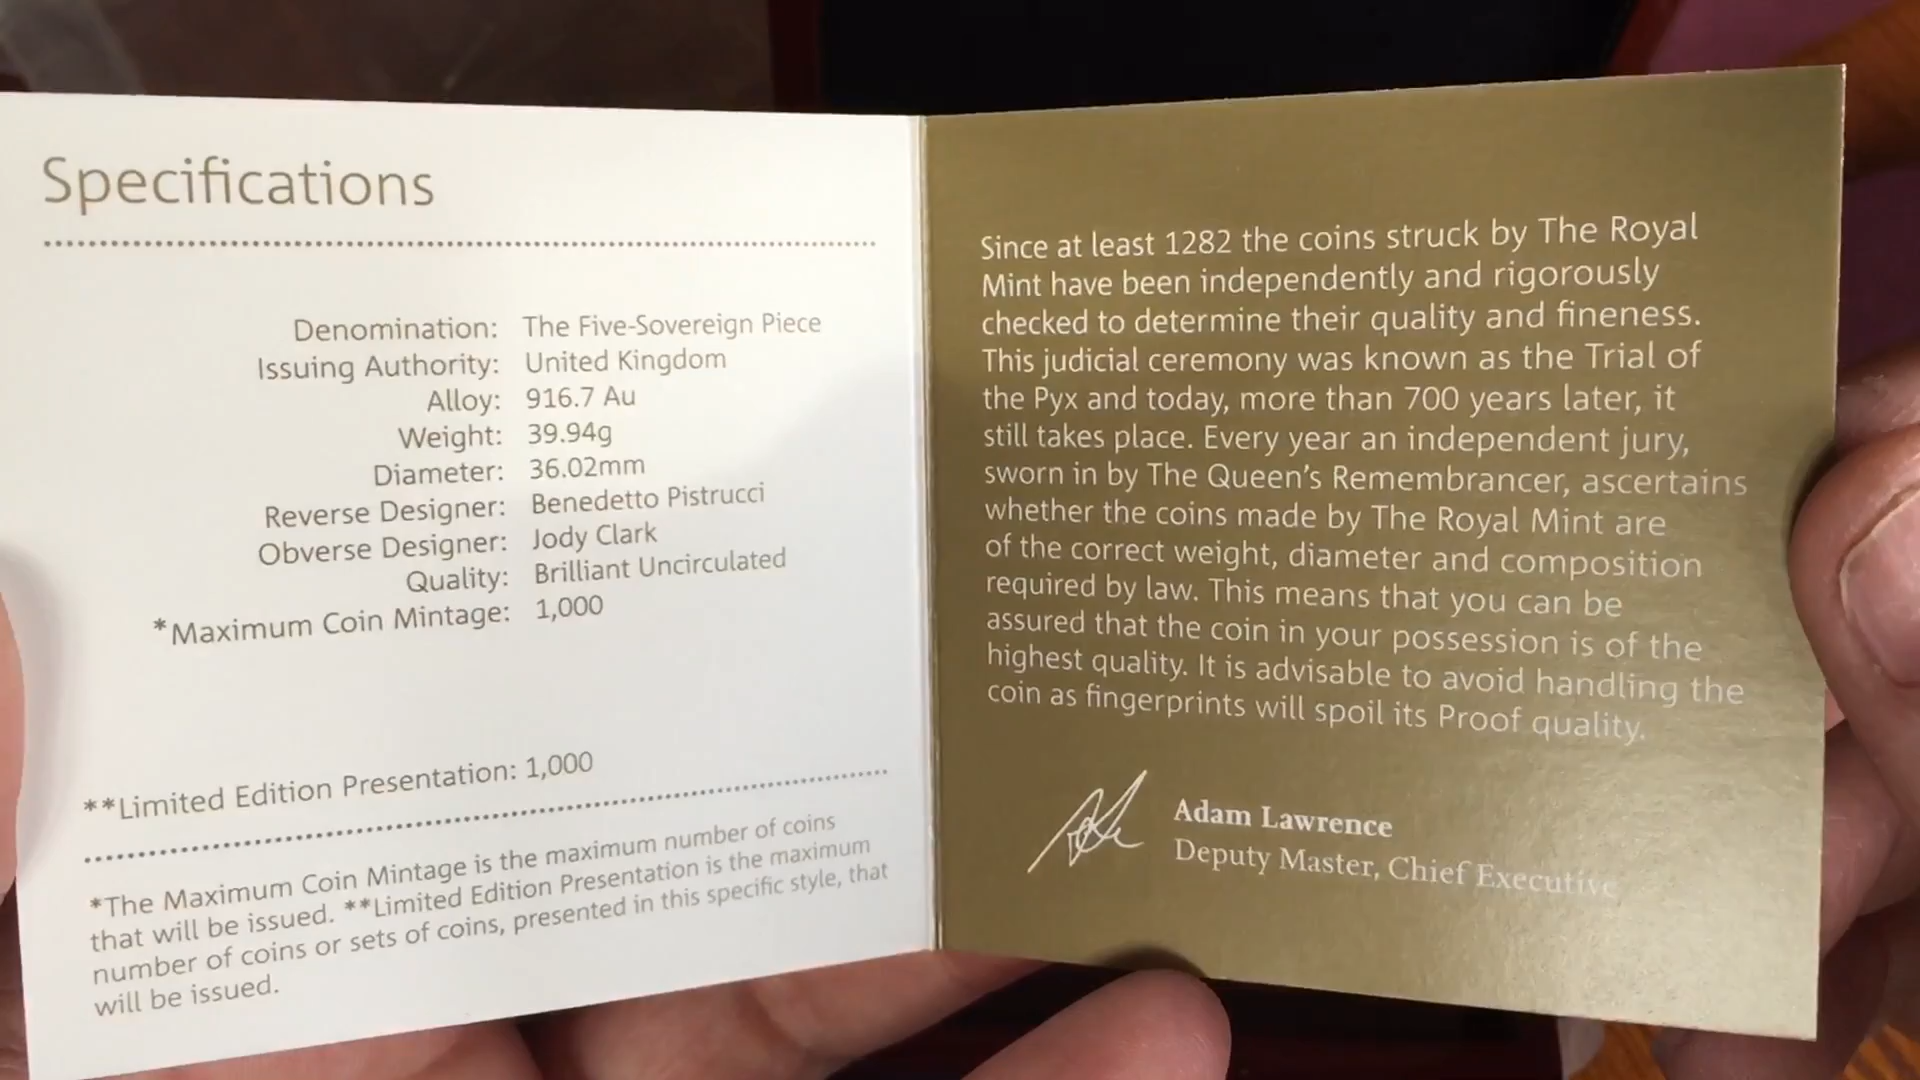 Specifications
Denomination: The Five-Sovereign Piece
Issuing Authority: United Kingdom
Alloy: 916.7 Au
Weight: 39.94g
Diameter: 36.02mm
Reverse Designer: Benedetto Pistrucci
Obverse Designer: Jody Clark
Quality: Brilliant Uncirculated
*Maximum Coin Mintage: 1,000
**Limited Edition Presentation: 1,000
*The Maximum Coin Mintage is the maximum number of coins
that will be issued. **Limited Edition Presentation is the maximum
number of coins or sets of coins, presented in this specific style, that
will be issued.
Since at least 1282 the coins struck by The Royal
Mint have been independently and rigorously
checked to determine their quality and fineness.
This judicial ceremony was known as the Trial of
the Pyx and today, more than 700 years later, it
still takes place. Every year an independent jury,
sworn in by The Queen's Remembrancer, ascertains
whether the coins made by The Royal Mint are
of the correct weight, diameter and composition
required by law. This means that you can be
assured that the coin in your possession is of the
highest quality. It is advisable to avoid handling the
coin as fingerprints will spoil its Proof quality.
Adam Lawrence
Deputy Master, Chief Executive